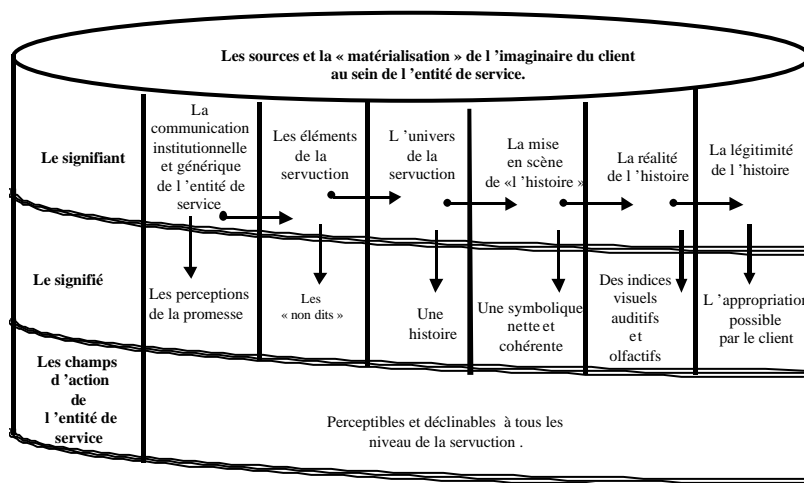 Les sources et la « matérialisation » de l 'imaginaire du client
au sein de l 'entité de service.
Le signifiant
La
communication
institutionnelle
et générique
de l 'entité de
service
Les éléments
de la
servuction
L 'univers
de la
servuction
La mise
en scène
de «l 'histoire »
La réalité
de l 'histoire
La légitimité
de l 'histoire
Le signifié
Les perceptions
de la promesse
Les
« non dits »
Une
histoire
Une symbolique
nette et
cohérente
Des indices
visuels
auditifs
et
olfactifs
L 'appropriation
possible
par le client
Les champs
d 'action
de
l 'entité de
service
Perceptibles et déclinables à tous les
niveau de la servuction .